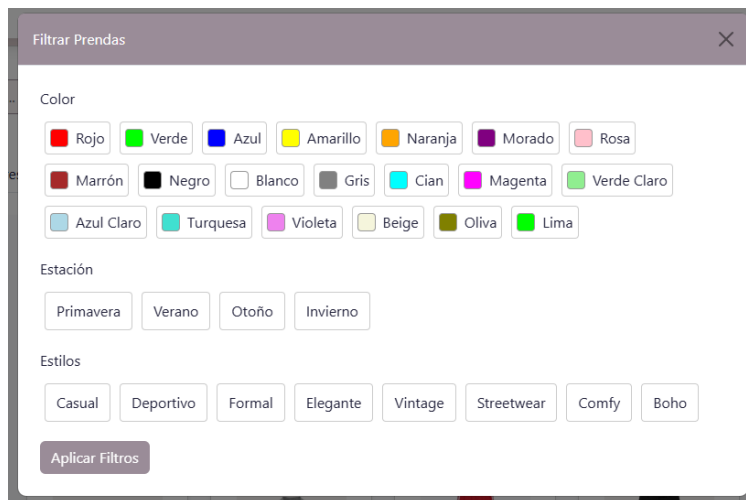 Filtrar Prendas
Color
Rojo Verde Azul Amarillo Naranja Morado Rosa
Marrón Negro Blanco Gris Cian Magenta Verde Claro
Azul Claro Turquesa Violeta Beige Oliva Lima
Estación
Primavera Verano Otoño Invierno
Estilos
Casual Deportivo Formal Elegante Vintage Streetwear Comfy Boho
Aplicar Filtros